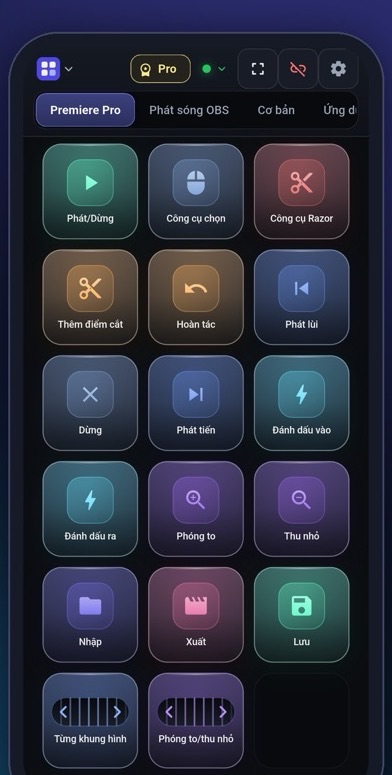 Pro
Premiere Pro
Phát sóng OBS
Cơ bản
Ứng d
Phát/Dừng
Công cụ chọn
Công cụ Razor
Thêm điểm cắt
Hoàn tác
Phát lùi
Dừng
Phát tiến
Đánh dấu vào
Đánh dấu ra
Phóng to
Thu nhỏ
Nhập
Xuất
Lưu
Từng khung hình
Phóng to/thu nhỏ